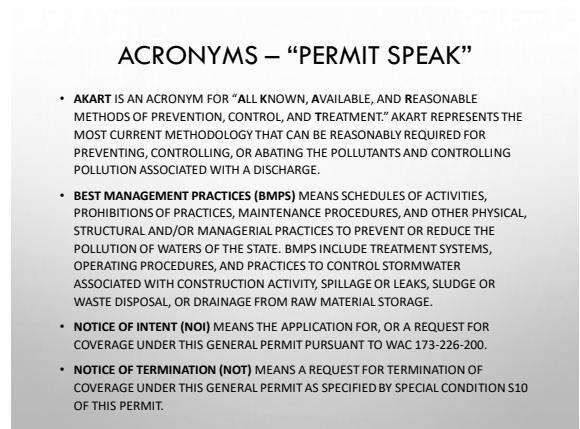 ACRONYMS – “PERMIT SPEAK”
• AKART IS AN ACRONYM FOR “ALL KNOWN, AVAILABLE, AND REASONABLE
METHODS OF PREVENTION, CONTROL, AND TREATMENT.” AKART REPRESENTS THE
MOST CURRENT METHODOLOGY THAT CAN BE REASONABLY REQUIRED FOR
PREVENTING, CONTROLLING, OR ABATING THE POLLUTANTS AND CONTROLLING
POLLUTION ASSOCIATED WITH A DISCHARGE.
• BEST MANAGEMENT PRACTICES (BMPS) MEANS SCHEDULES OF ACTIVITIES,
PROHIBITIONS OF PRACTICES, MAINTENANCE PROCEDURES, AND OTHER PHYSICAL,
STRUCTURAL AND/OR MANAGERIAL PRACTICES TO PREVENT OR REDUCE THE
POLLUTION OF WATERS OF THE STATE. BMPS INCLUDE TREATMENT SYSTEMS,
OPERATING PROCEDURES, AND PRACTICES TO CONTROL STORMWATER
ASSOCIATED WITH CONSTRUCTION ACTIVITY, SPILLAGE OR LEAKS, SLUDGE OR
WASTE DISPOSAL, OR DRAINAGE FROM RAW MATERIAL STORAGE.
• NOTICE OF INTENT (NOI) MEANS THE APPLICATION FOR, OR A REQUEST FOR
COVERAGE UNDER THIS GENERAL PERMIT PURSUANT TO WAC 173-226-200.
• NOTICE OF TERMINATION (NOT) MEANS A REQUEST FOR TERMINATION OF
COVERAGE UNDER THIS GENERAL PERMIT AS SPECIFIED BY SPECIAL CONDITION S10
OF THIS PERMIT.